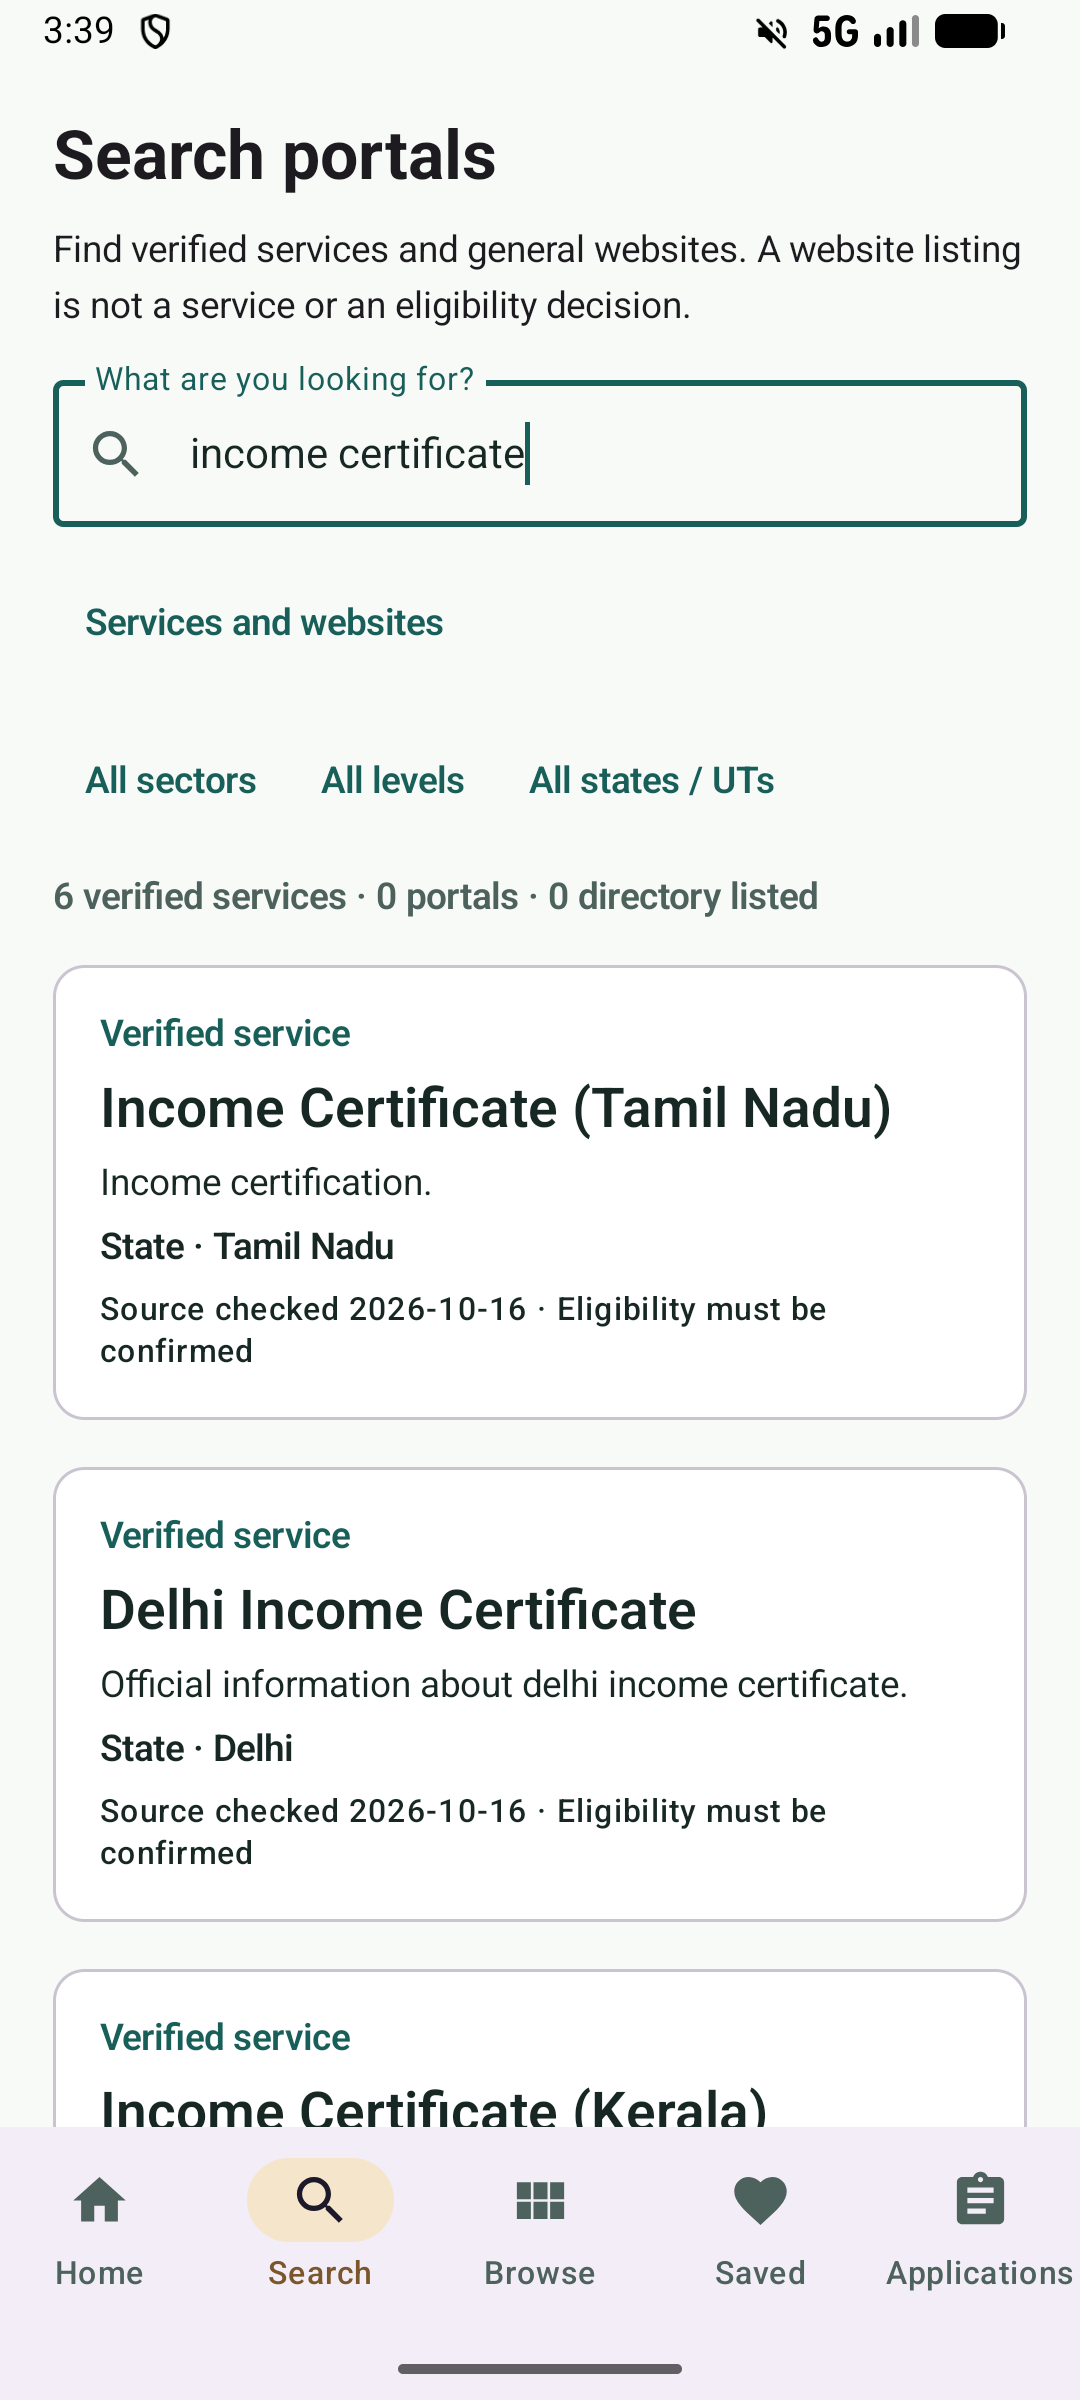 3:39
5G
Search portals
Find verified services and general websites. A website listing
is not a service or an eligibility decision.
What are you looking for?
income certificate
Services and websites
All sectors All levels All states / UTs
6 verified services · 0 portals · 0 directory listed
Verified service
Income Certificate (Tamil Nadu)
Income certification.
State · Tamil Nadu
Source checked 2026-10-16 · Eligibility must be
confirmed
Verified service
Delhi Income Certificate
Official information about delhi income certificate.
State · Delhi
Source checked 2026-10-16 · Eligibility must be
confirmed
Verified service
Income Certificate (Kerala)
Home Search Browse Saved Applications